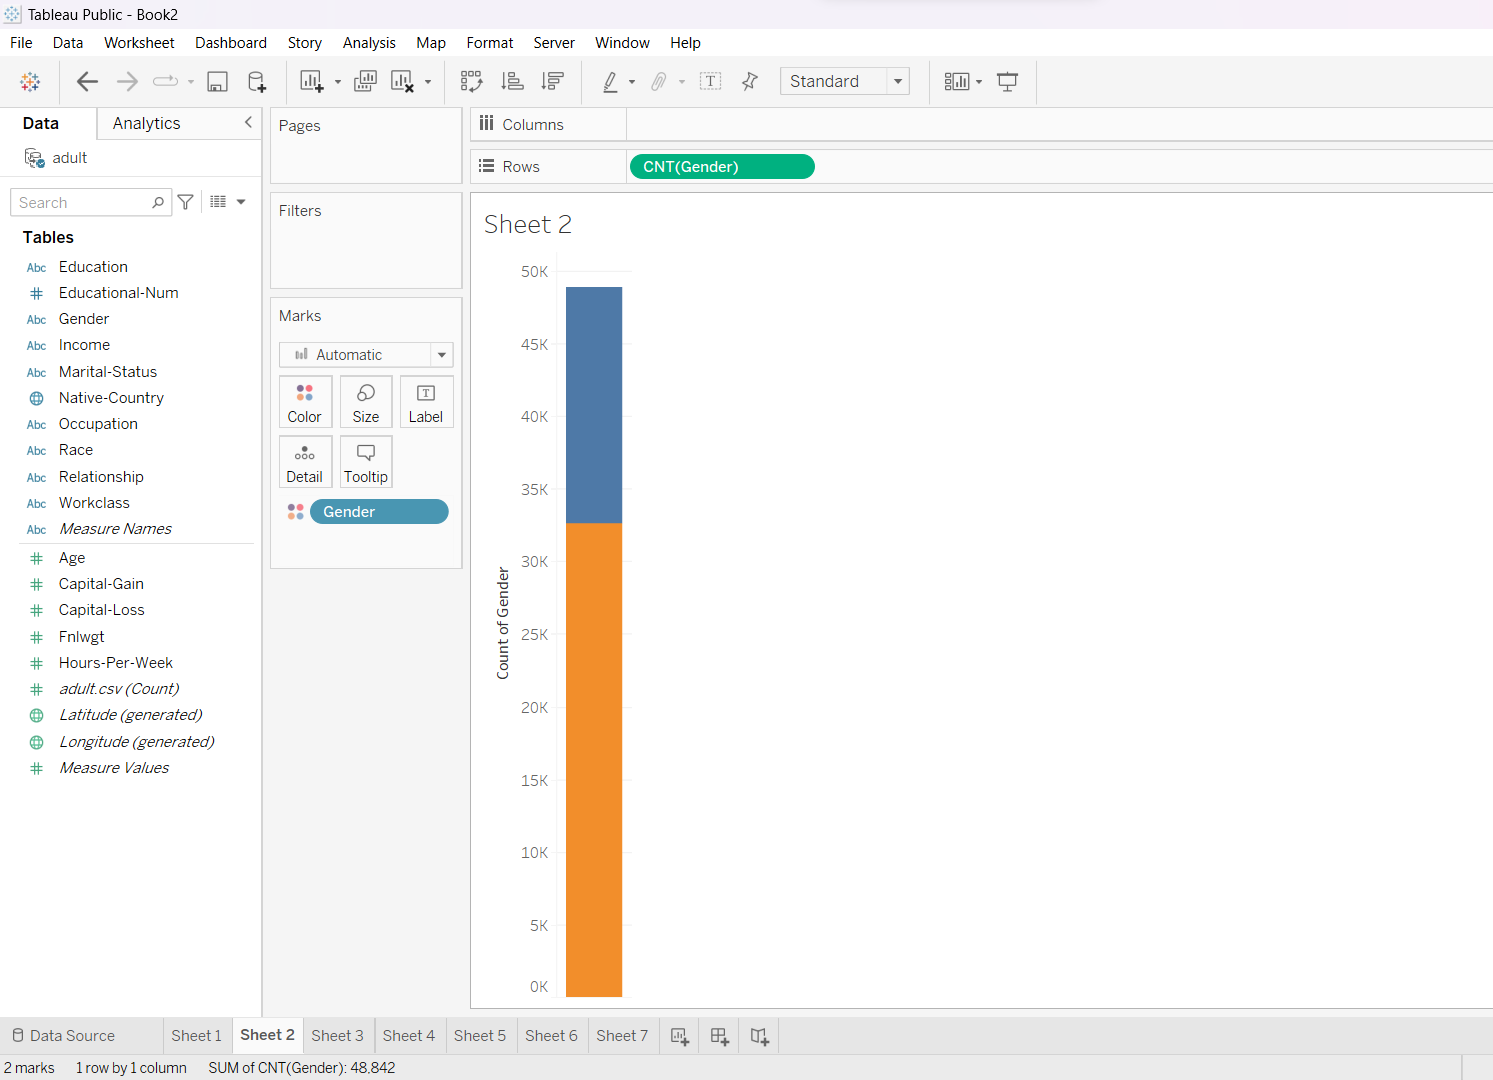 Tableau Public - Book2
File Data Worksheet Dashboard Story Analysis Map Format Server Window Help
Standard
Data Analytics
adult
Search
Tables
Abc Education
Educational-Num
Abc Gender
Abc Income
Abc Marital-Status
Native-Country
Abc Occupation
Abc Race
Abc Relationship
Abc Workclass
Abc Measure Names
Age
Capital-Gain
Capital-Loss
Fnlwgt
Hours-Per-Week
adult.csv (Count)
Latitude (generated)
Longitude (generated)
Measure Values
Pages
Filters
Marks
Automatic
Color Size Label
Detail Tooltip
Gender
Columns
Rows CNT(Gender)
Sheet 2
50K
45K
40K
35K
30K
25K
20K
15K
10K
5K
0K
Count of Gender
Data Source Sheet 1 Sheet 2 Sheet 3 Sheet 4 Sheet 5 Sheet 6 Sheet 7
2 marks 1 row by 1 column SUM of CNT(Gender): 48,842